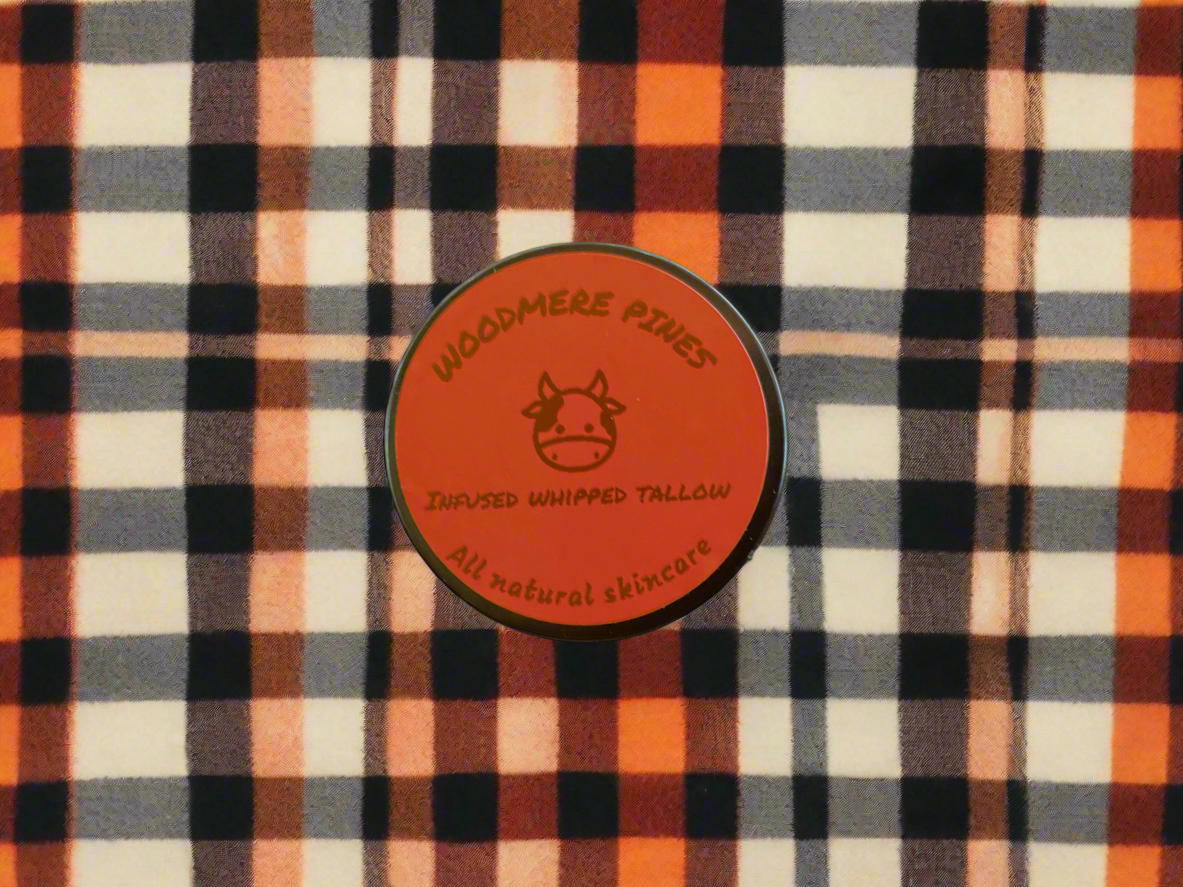 WOODMERE PINES
INFUSED WHIPPED TALLOW
All natural skincare